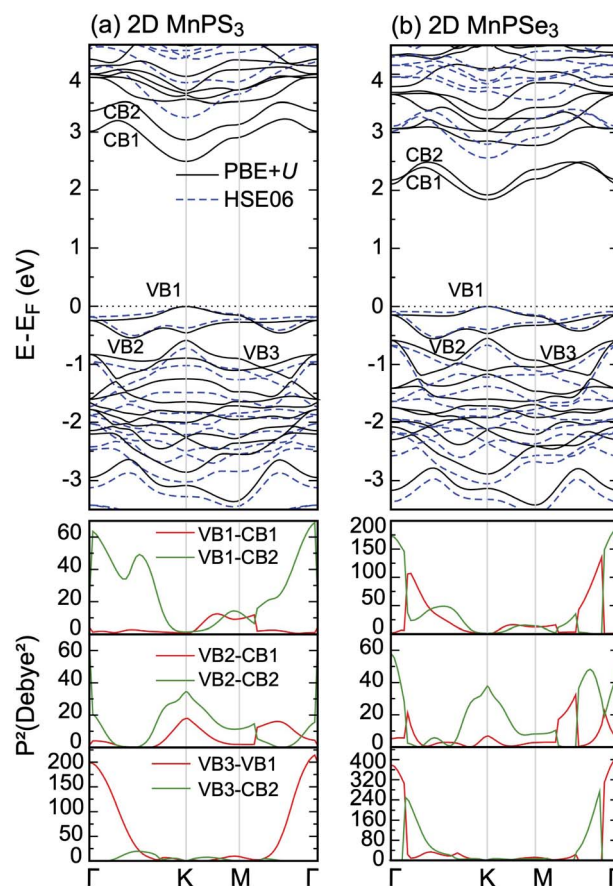 (a) 2D MnPS₃
(b) 2D MnPSe₃
E - E_F (eV)
4
3
2
1
0
-1
-2
-3
CB2
CB1
PBE+U
HSE06
VB1
VB2
VB3
4
3
2
1
0
-1
-2
-3
CB2
CB1
VB1
VB2
VB3
P²(Debye²)
60
40
20
0
VB1-CB1
VB1-CB2
200
150
100
50
0
60
40
20
0
VB2-CB1
VB2-CB2
60
40
20
0
200
150
100
50
0
VB3-VB1
VB3-CB2
400
320
240
160
80
0
Γ
K
M
Γ
Γ
K
M
Γ